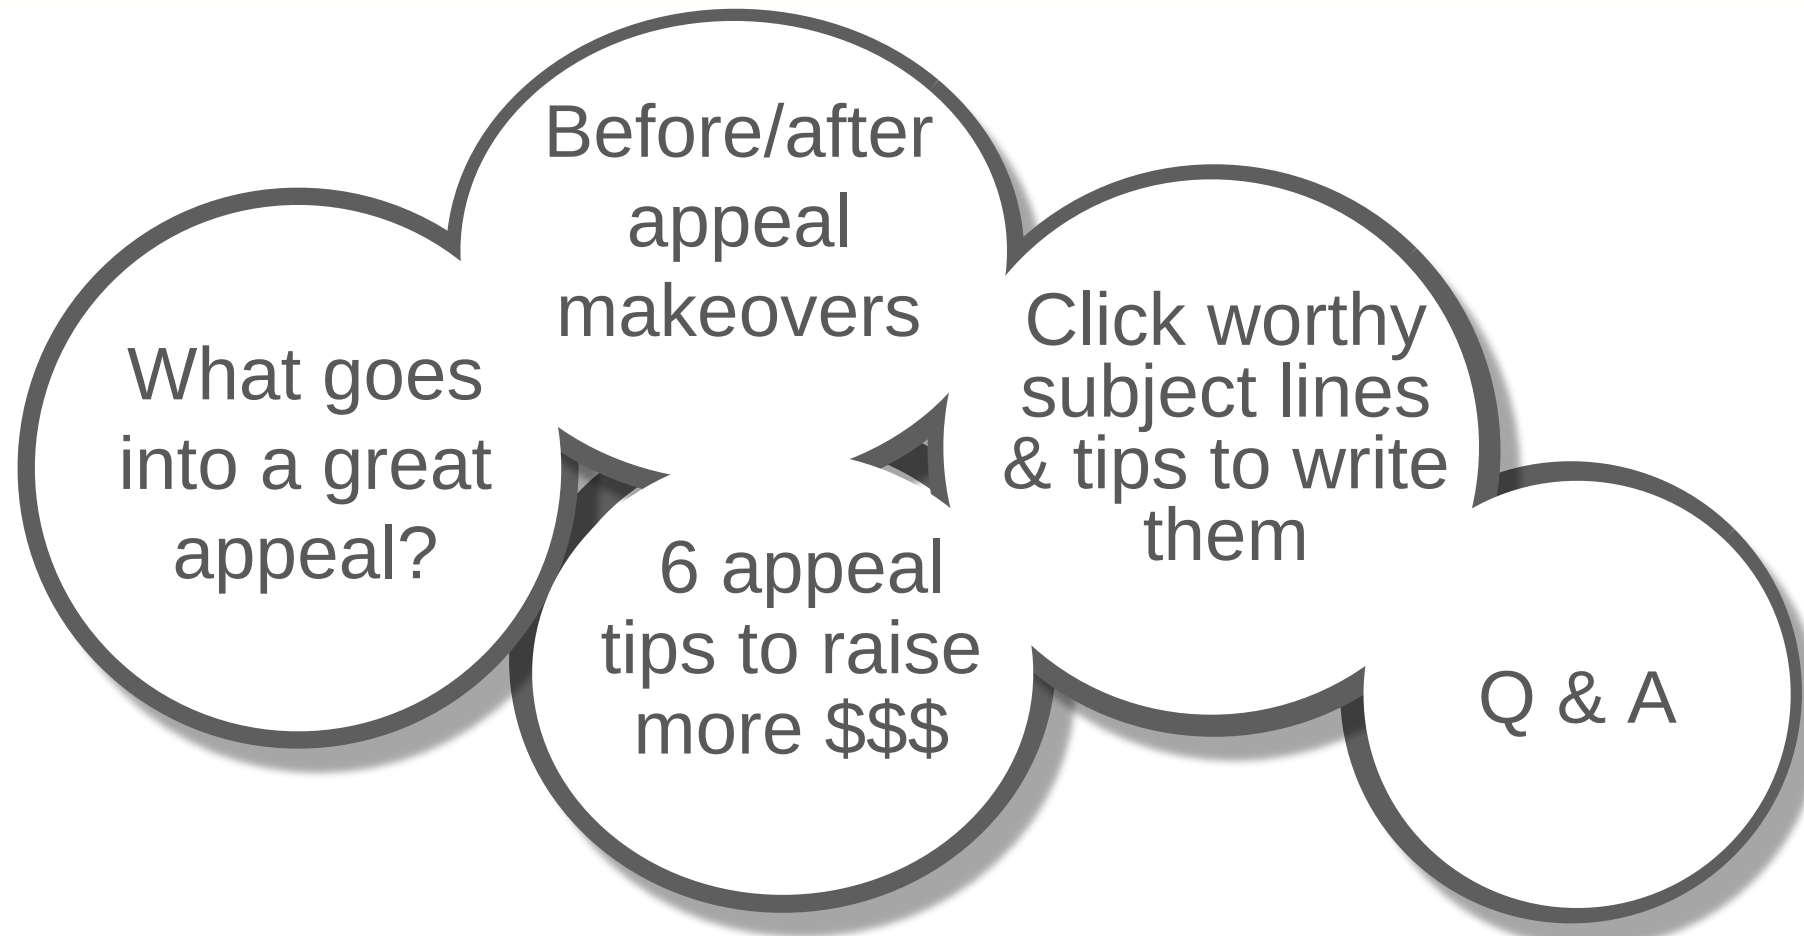 What goes
into a great
appeal?
Before/after
appeal
makeovers
6 appeal
tips to raise
more $$$
Click worthy
subject lines
& tips to write
them
Q & A